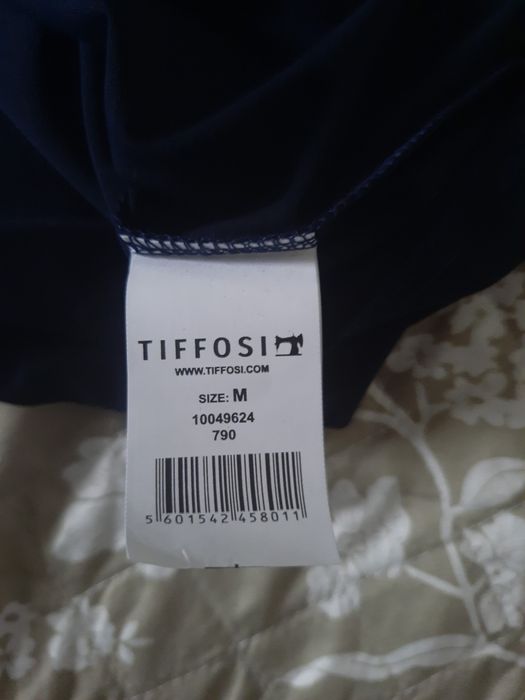 TIFFOSI
WWW.TIFFOSI.COM
SIZE: M
10049624
790
5 601542 458011